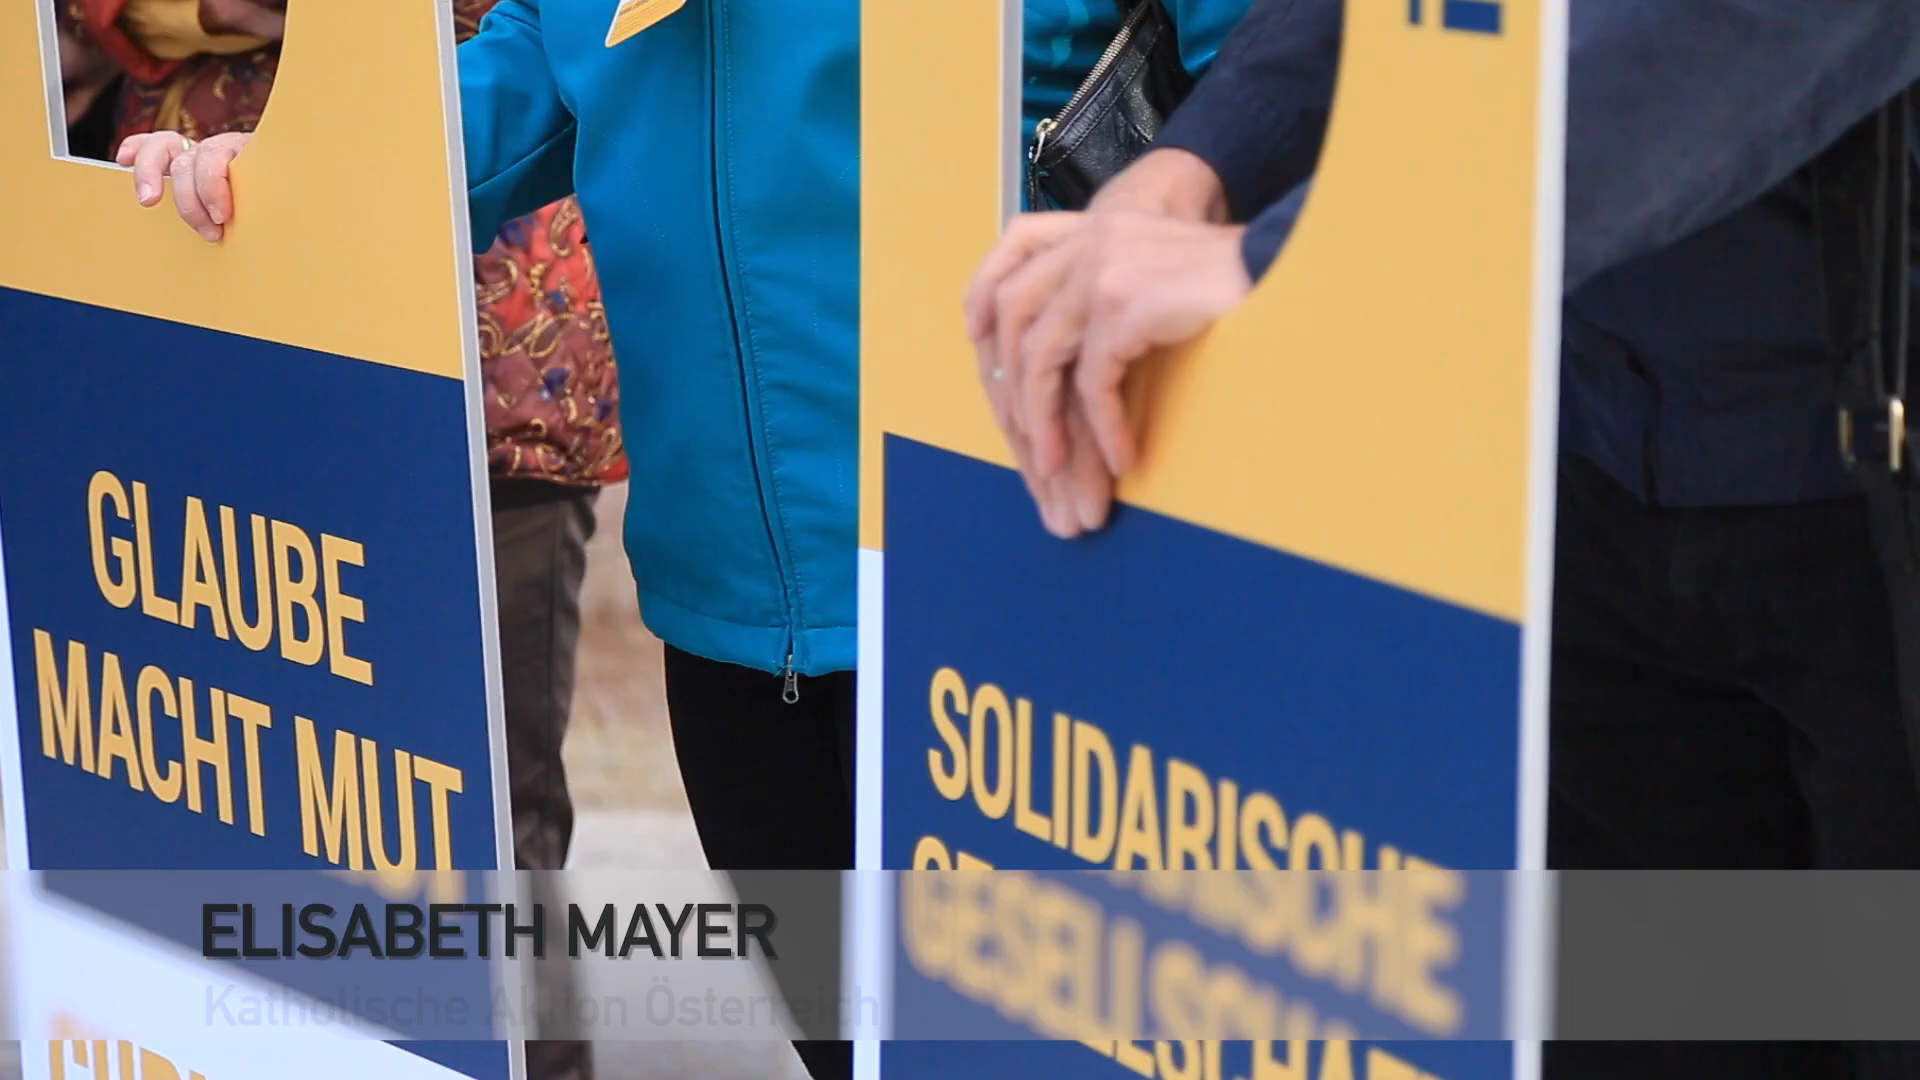 GLAUBE
MACHT MUT
SOLIDARISCHE
GESELLSCHAFT
ELISABETH MAYER
Katholische Aktion Österreich